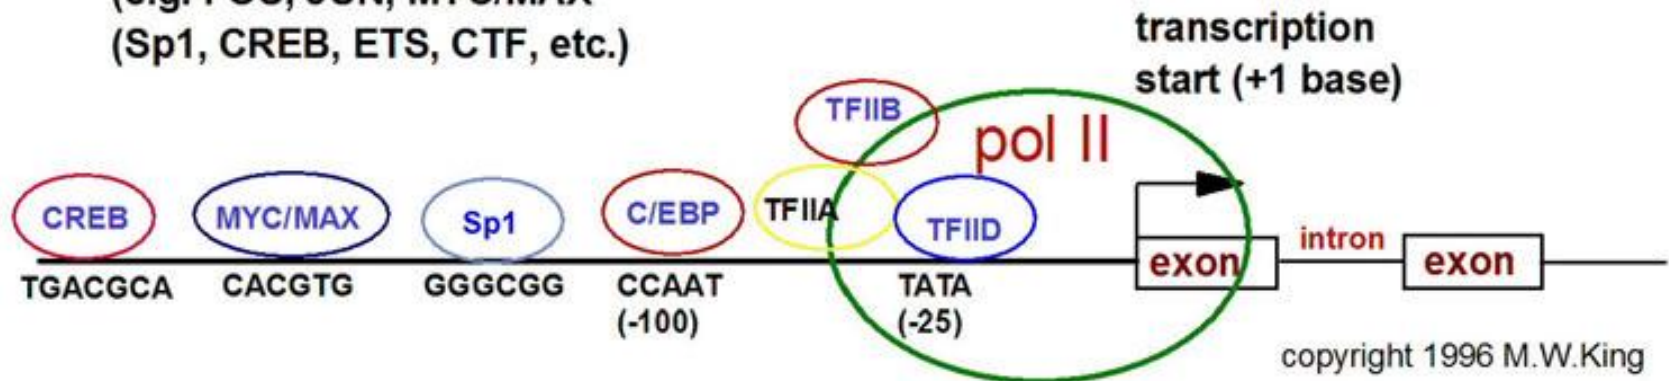 (Sp1, CREB, ETS, CTF, etc.)
transcription
start (+1 base)
TFIIB
pol II
CREB
MYC/MAX
Sp1
C/EBP
TFIIA
TFIID
exon
intron
exon
TGACGCA
CACGTG
GGGCGG
CCAAT
(-100)
TATA
(-25)
copyright 1996 M.W.King